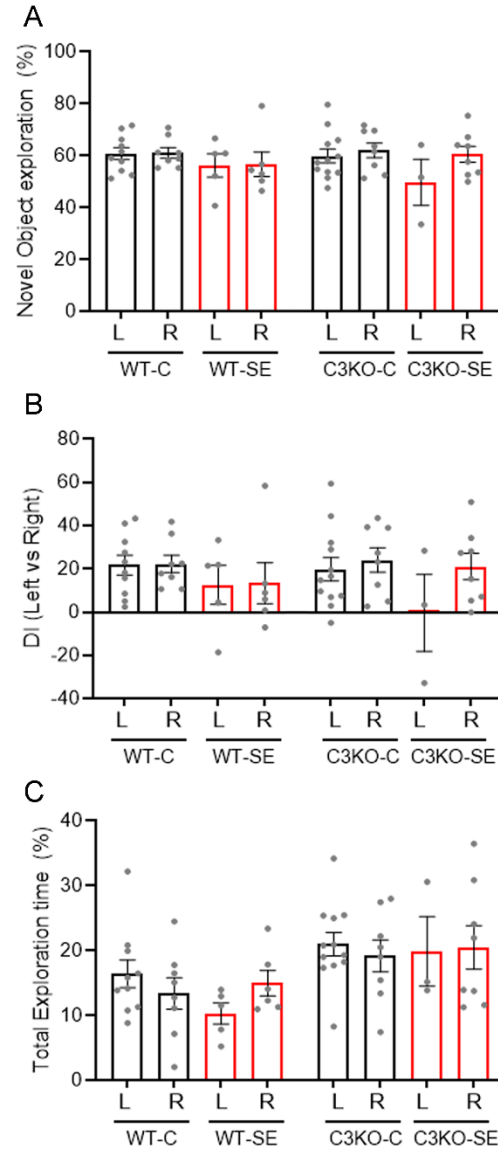 A
Novel Object exploration (%)
100
80
60
40
20
0
L R L R L R L R
WT-C WT-SE C3KO-C C3KO-SE
B
DI (Left vs Right)
80
60
40
20
0
-20
-40
L R L R L R L R
WT-C WT-SE C3KO-C C3KO-SE
C
Total Exploration time (%)
40
30
20
10
0
L R L R L R L R
WT-C WT-SE C3KO-C C3KO-SE